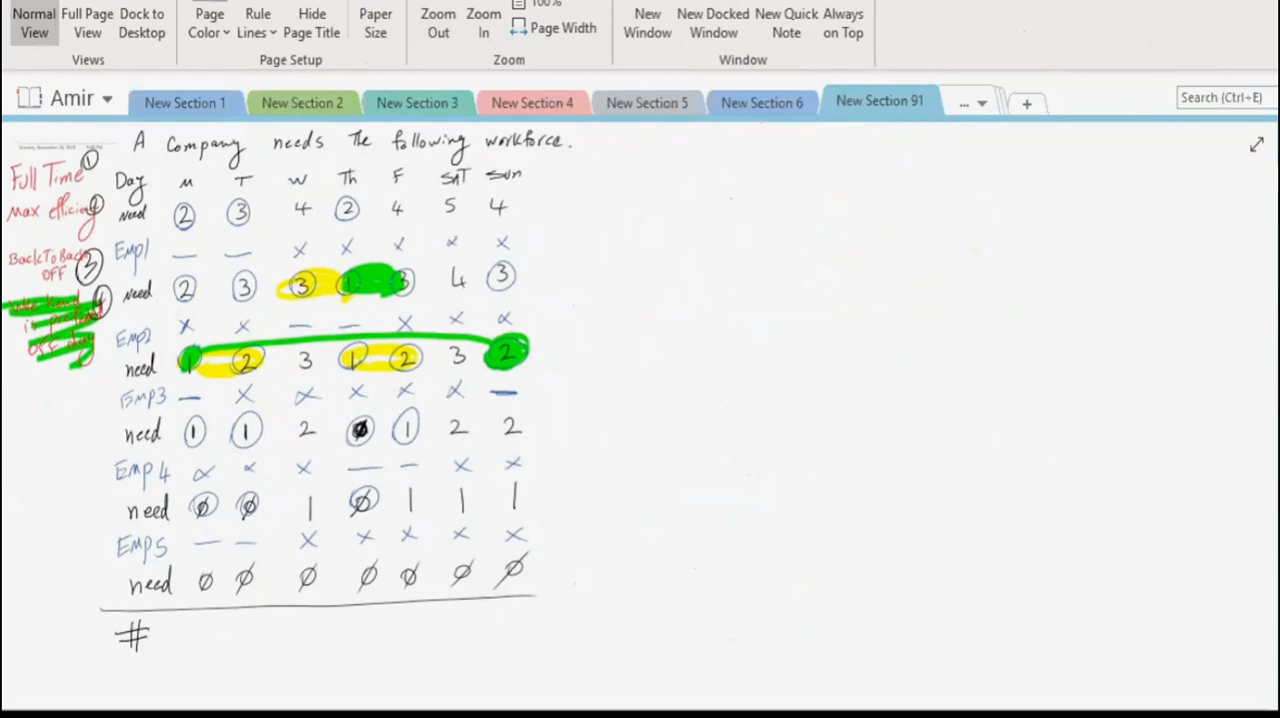 Normal View
Full Page View
Dock to Desktop
Page Color
Rule Lines
Hide Page Title
Paper Size
Zoom Out
Zoom In
100%
Page Width
New Window
New Docked Window
New Quick Note
Always on Top
Views
Page Setup
Zoom
Window
Amir
New Section 1
New Section 2
New Section 3
New Section 4
New Section 5
New Section 6
New Section 91
...
+
Search (Ctrl+E)
A Company needs The following workforce.
Full Time 1
Max efficincy 2
Back To Back OFF 3
Day M T W Th F SAT Sun
Need 2 3 4 2 4 5 4
Emp1 — — x x x x x
Need 2 3 3 1 3 4 3
Emp2 x x — — x x x
need 1 2 3 1 2 3 2
Emp3 — x x x x x —
need 1 1 2 0 1 2 2
Emp 4 x x x — — x x
need Ø Ø 1 Ø 1 1 1
Emp5 — — x x x x x
need Ø Ø Ø Ø Ø Ø Ø
#